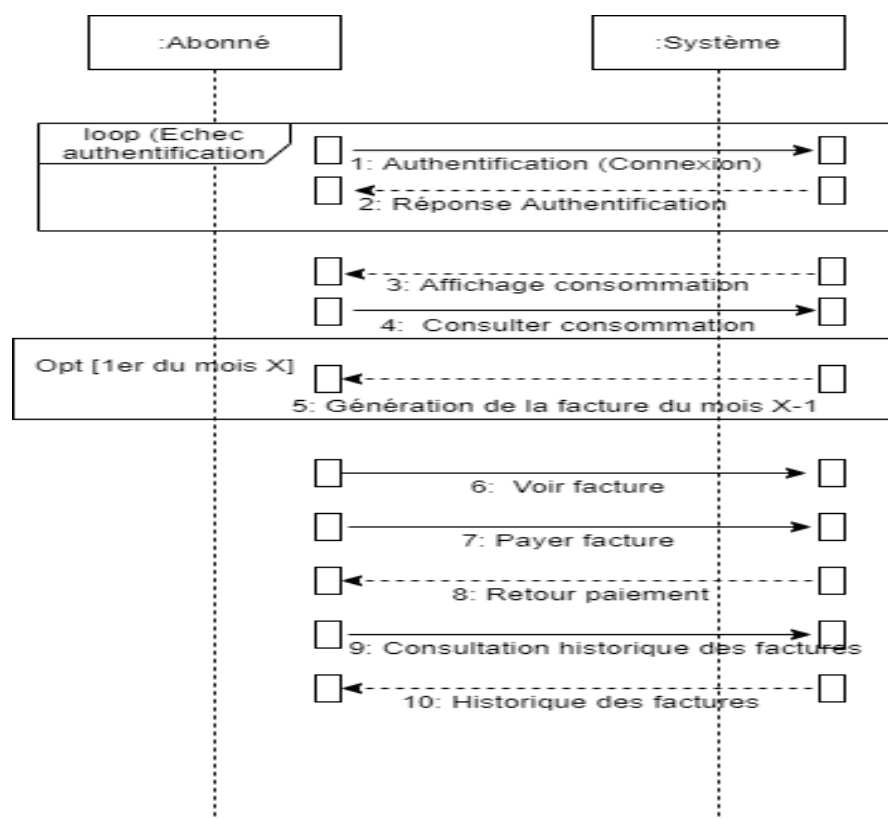 :Abonné
:Système
loop (Echec
authentification
1: Authentification (Connexion)
2: Réponse Authentification
3: Affichage consommation
4: Consulter consommation
Opt [1er du mois X]
5: Génération de la facture du mois X-1
6: Voir facture
7: Payer facture
8: Retour paiement
9: Consultation historique des factures
10: Historique des factures